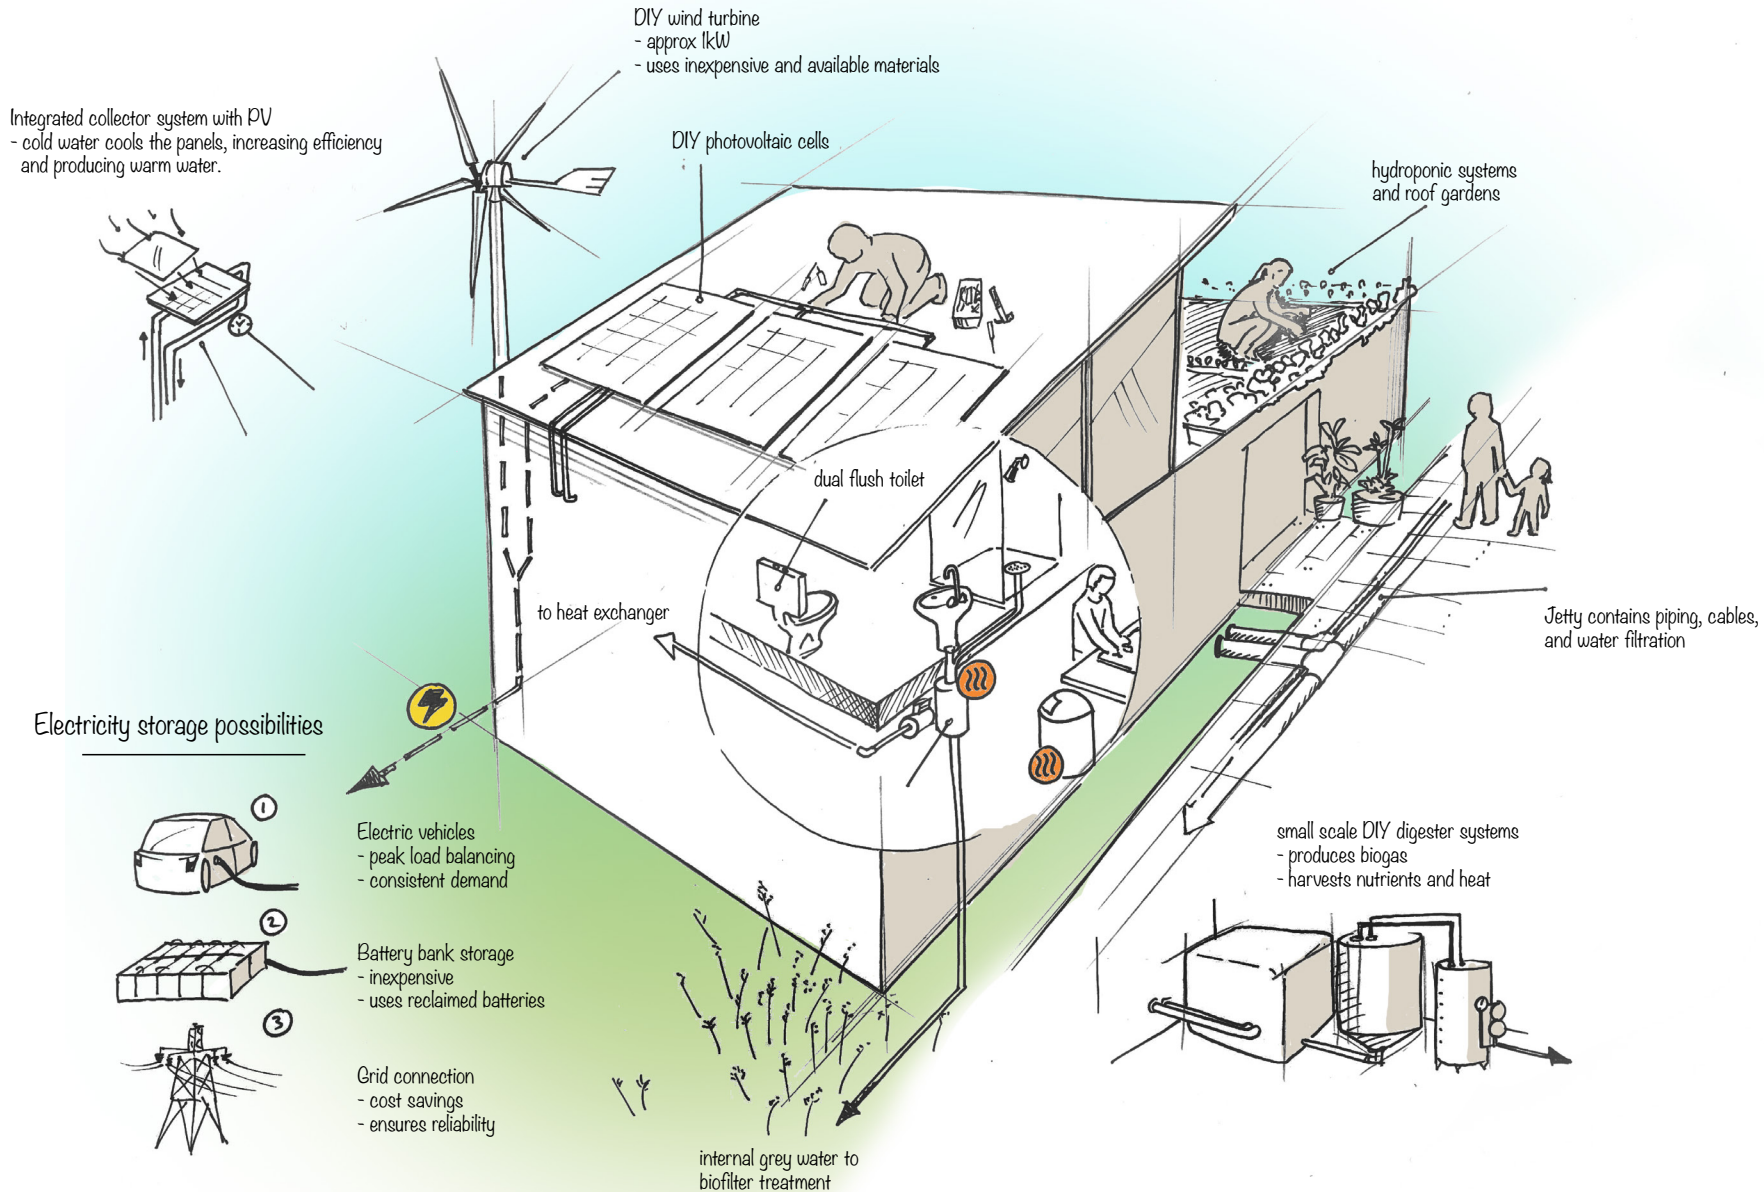 DIY wind turbine
- approx 1kW
- uses inexpensive and available materials
Integrated collector system with PV
- cold water cools the panels, increasing efficiency
and producing warm water.
DIY photovoltaic cells
hydroponic systems
and roof gardens
dual flush toilet
to heat exchanger
Jetty contains piping, cables,
and water filtration
Electricity storage possibilities
1
Electric vehicles
- peak load balancing
- consistent demand
2
Battery bank storage
- inexpensive
- uses reclaimed batteries
3
Grid connection
- cost savings
- ensures reliability
small scale DIY digester systems
- produces biogas
- harvests nutrients and heat
internal grey water to
biofilter treatment